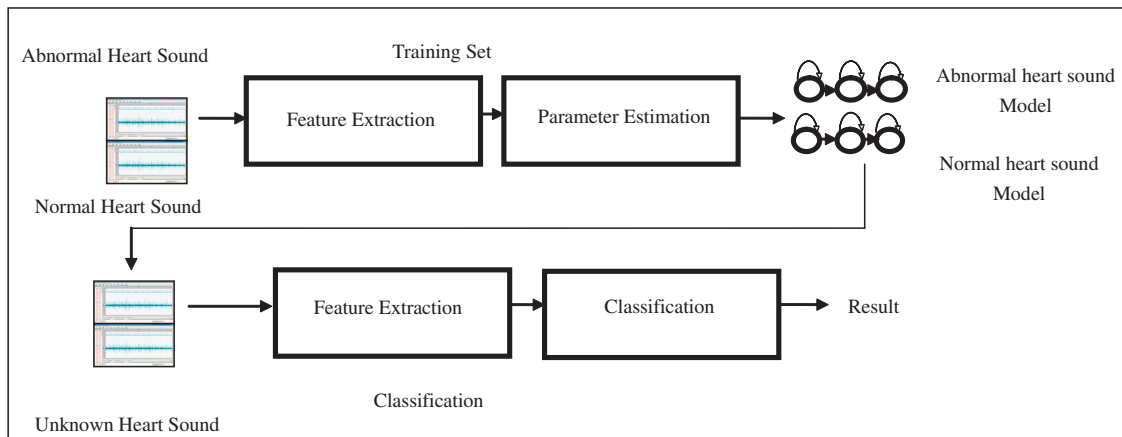 Abnormal Heart Sound
Training Set
Feature Extraction
Parameter Estimation
Abnormal heart sound
Model
Normal heart sound
Model
Normal Heart Sound
Feature Extraction
Classification
Result
Classification
Unknown Heart Sound